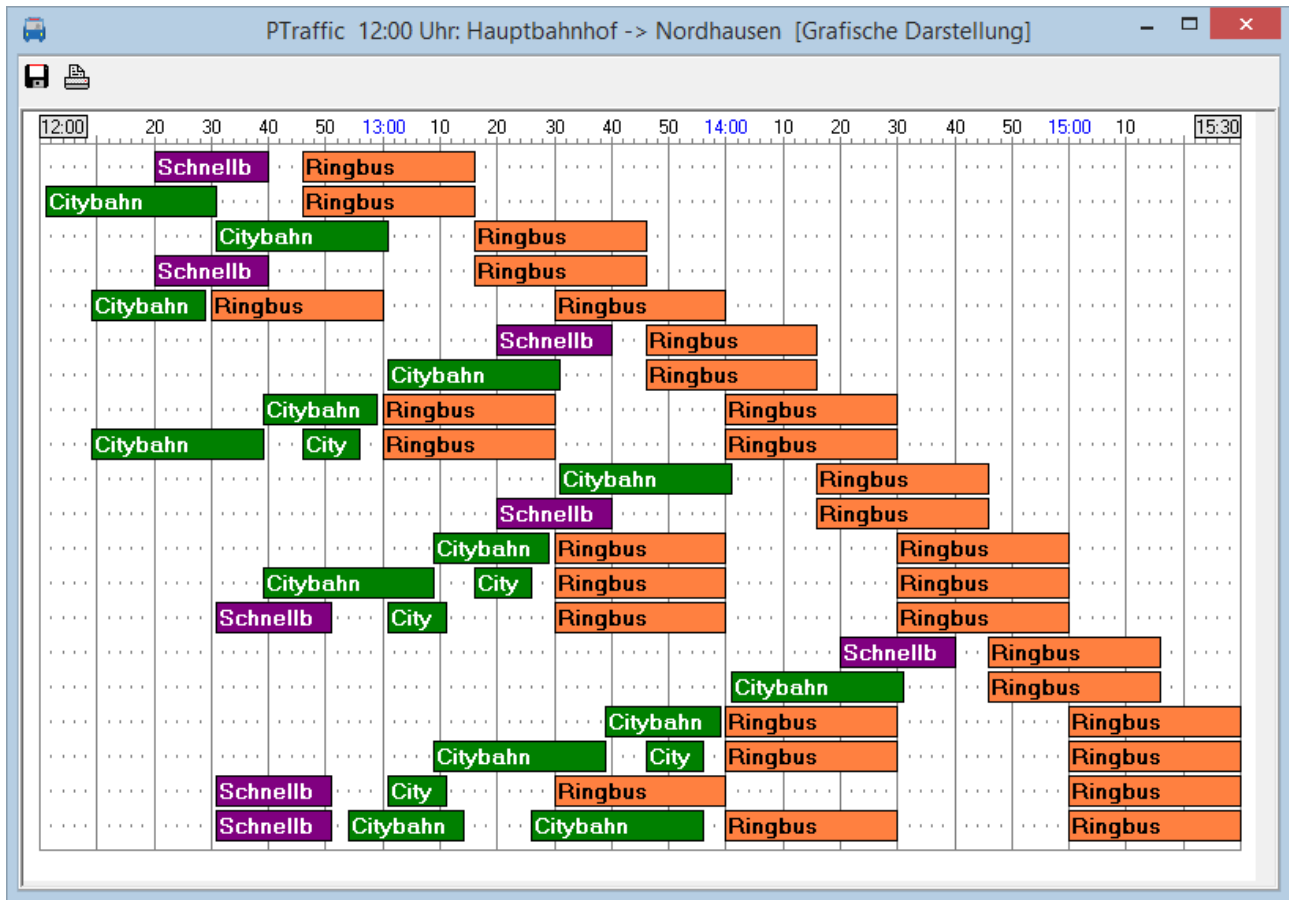 PTraffic 12:00 Uhr: Hauptbahnhof -> Nordhausen [Grafische Darstellung]
12:00 20 30 40 50 13:00 10 20 30 40 50 14:00 10 20 30 40 50 15:00 10 15:30
Schnellb Ringbus
Citybahn Ringbus
Citybahn Ringbus
Schnellb Ringbus
Citybahn Ringbus Ringbus
Schnellb Ringbus
Citybahn Ringbus
Citybahn Ringbus Ringbus
Citybahn City Ringbus Ringbus
Citybahn Ringbus
Schnellb Ringbus
Citybahn Ringbus Ringbus
Citybahn City Ringbus Ringbus
Schnellb City Ringbus Ringbus
Schnellb Ringbus
Citybahn Ringbus
Citybahn Ringbus Ringbus
Citybahn City Ringbus Ringbus
Schnellb City Ringbus Ringbus
Schnellb Citybahn Citybahn Ringbus Ringbus